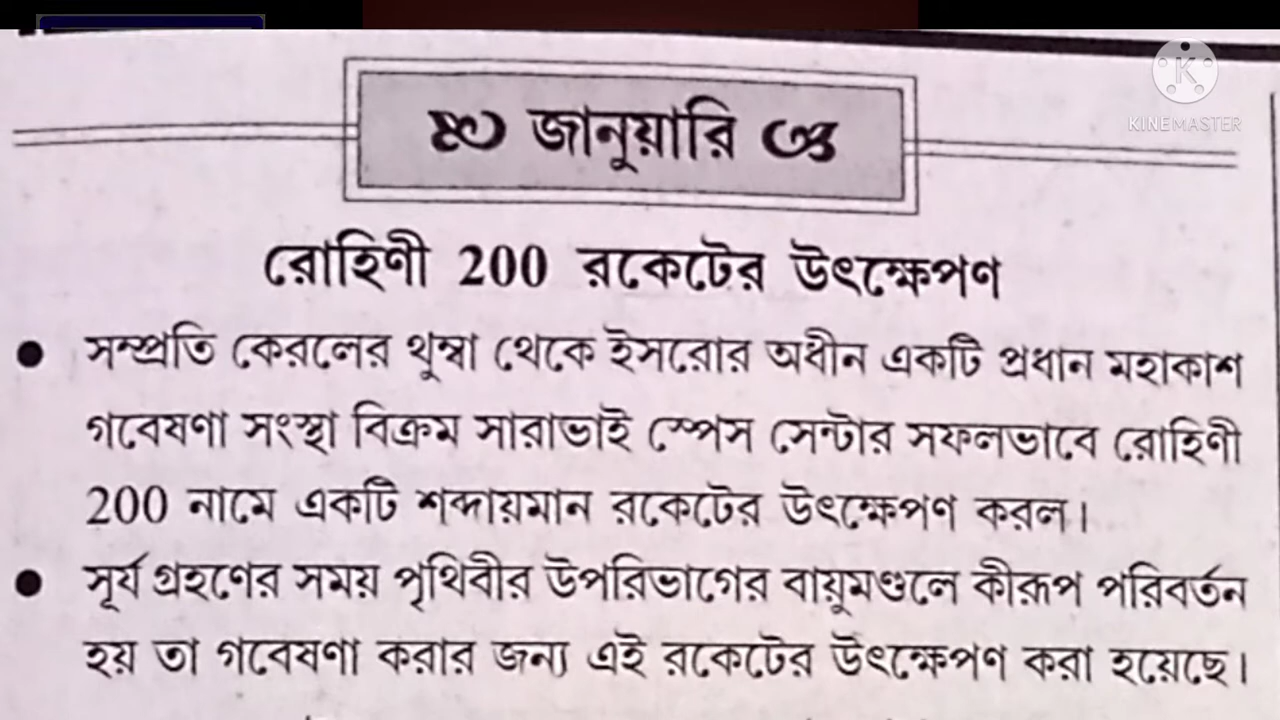 জানুয়ারি
KINEMASTER
রোহিণী 200 রকেটের উৎক্ষেপণ
● সম্প্রতি কেরলের থুম্বা থেকে ইসরোর অধীন একটি প্রধান মহাকাশ
গবেষণা সংস্থা বিক্রম সারাভাই স্পেস সেন্টার সফলভাবে রোহিণী
200 নামে একটি শব্দায়মান রকেটের উৎক্ষেপণ করল।
● সূর্য গ্রহণের সময় পৃথিবীর উপরিভাগের বায়ুমণ্ডলে কীরূপ পরিবর্তন
হয় তা গবেষণা করার জন্য এই রকেটের উৎক্ষেপণ করা হয়েছে।